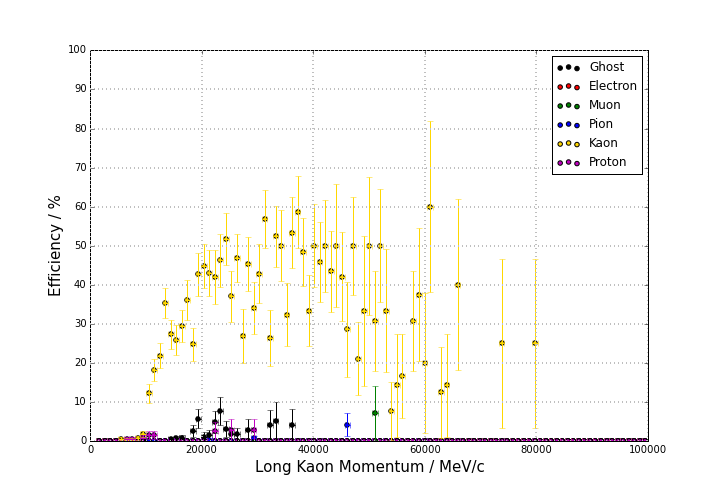 100
90
80
70
60
50
40
30
20
10
0
Efficiency / %
0
20000
40000
60000
80000
100000
Long Kaon Momentum / MeV/c
Ghost
Electron
Muon
Pion
Kaon
Proton